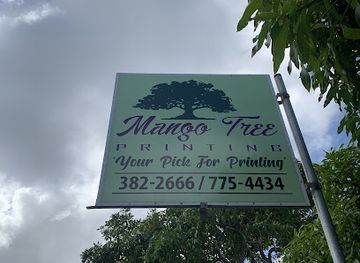 Mango Tree
PRINTING
"Your Pick For Printing"
382-2666 / 775-4434